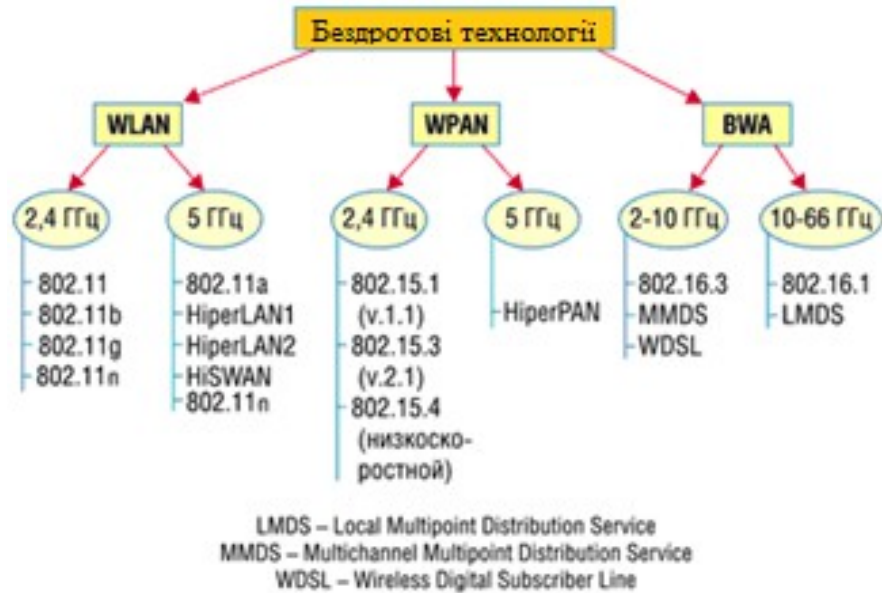 Бездротові технології
WLAN
WPAN
BWA
2,4 ГГц
5 ГГц
2,4 ГГц
5 ГГц
2-10 ГГц
10-66 ГГц
802.11
802.11b
802.11g
802.11n
802.11a
HiperLAN1
HiperLAN2
HiSWAN
802.11n
802.15.1
(v.1.1)
802.15.3
(v.2.1)
802.15.4
(низкоско-
ростной)
HiperPAN
802.16.3
MMDS
WDSL
802.16.1
LMDS
LMDS – Local Multipoint Distribution Service
MMDS – Multichannel Multipoint Distribution Service
WDSL – Wireless Digital Subscriber Line